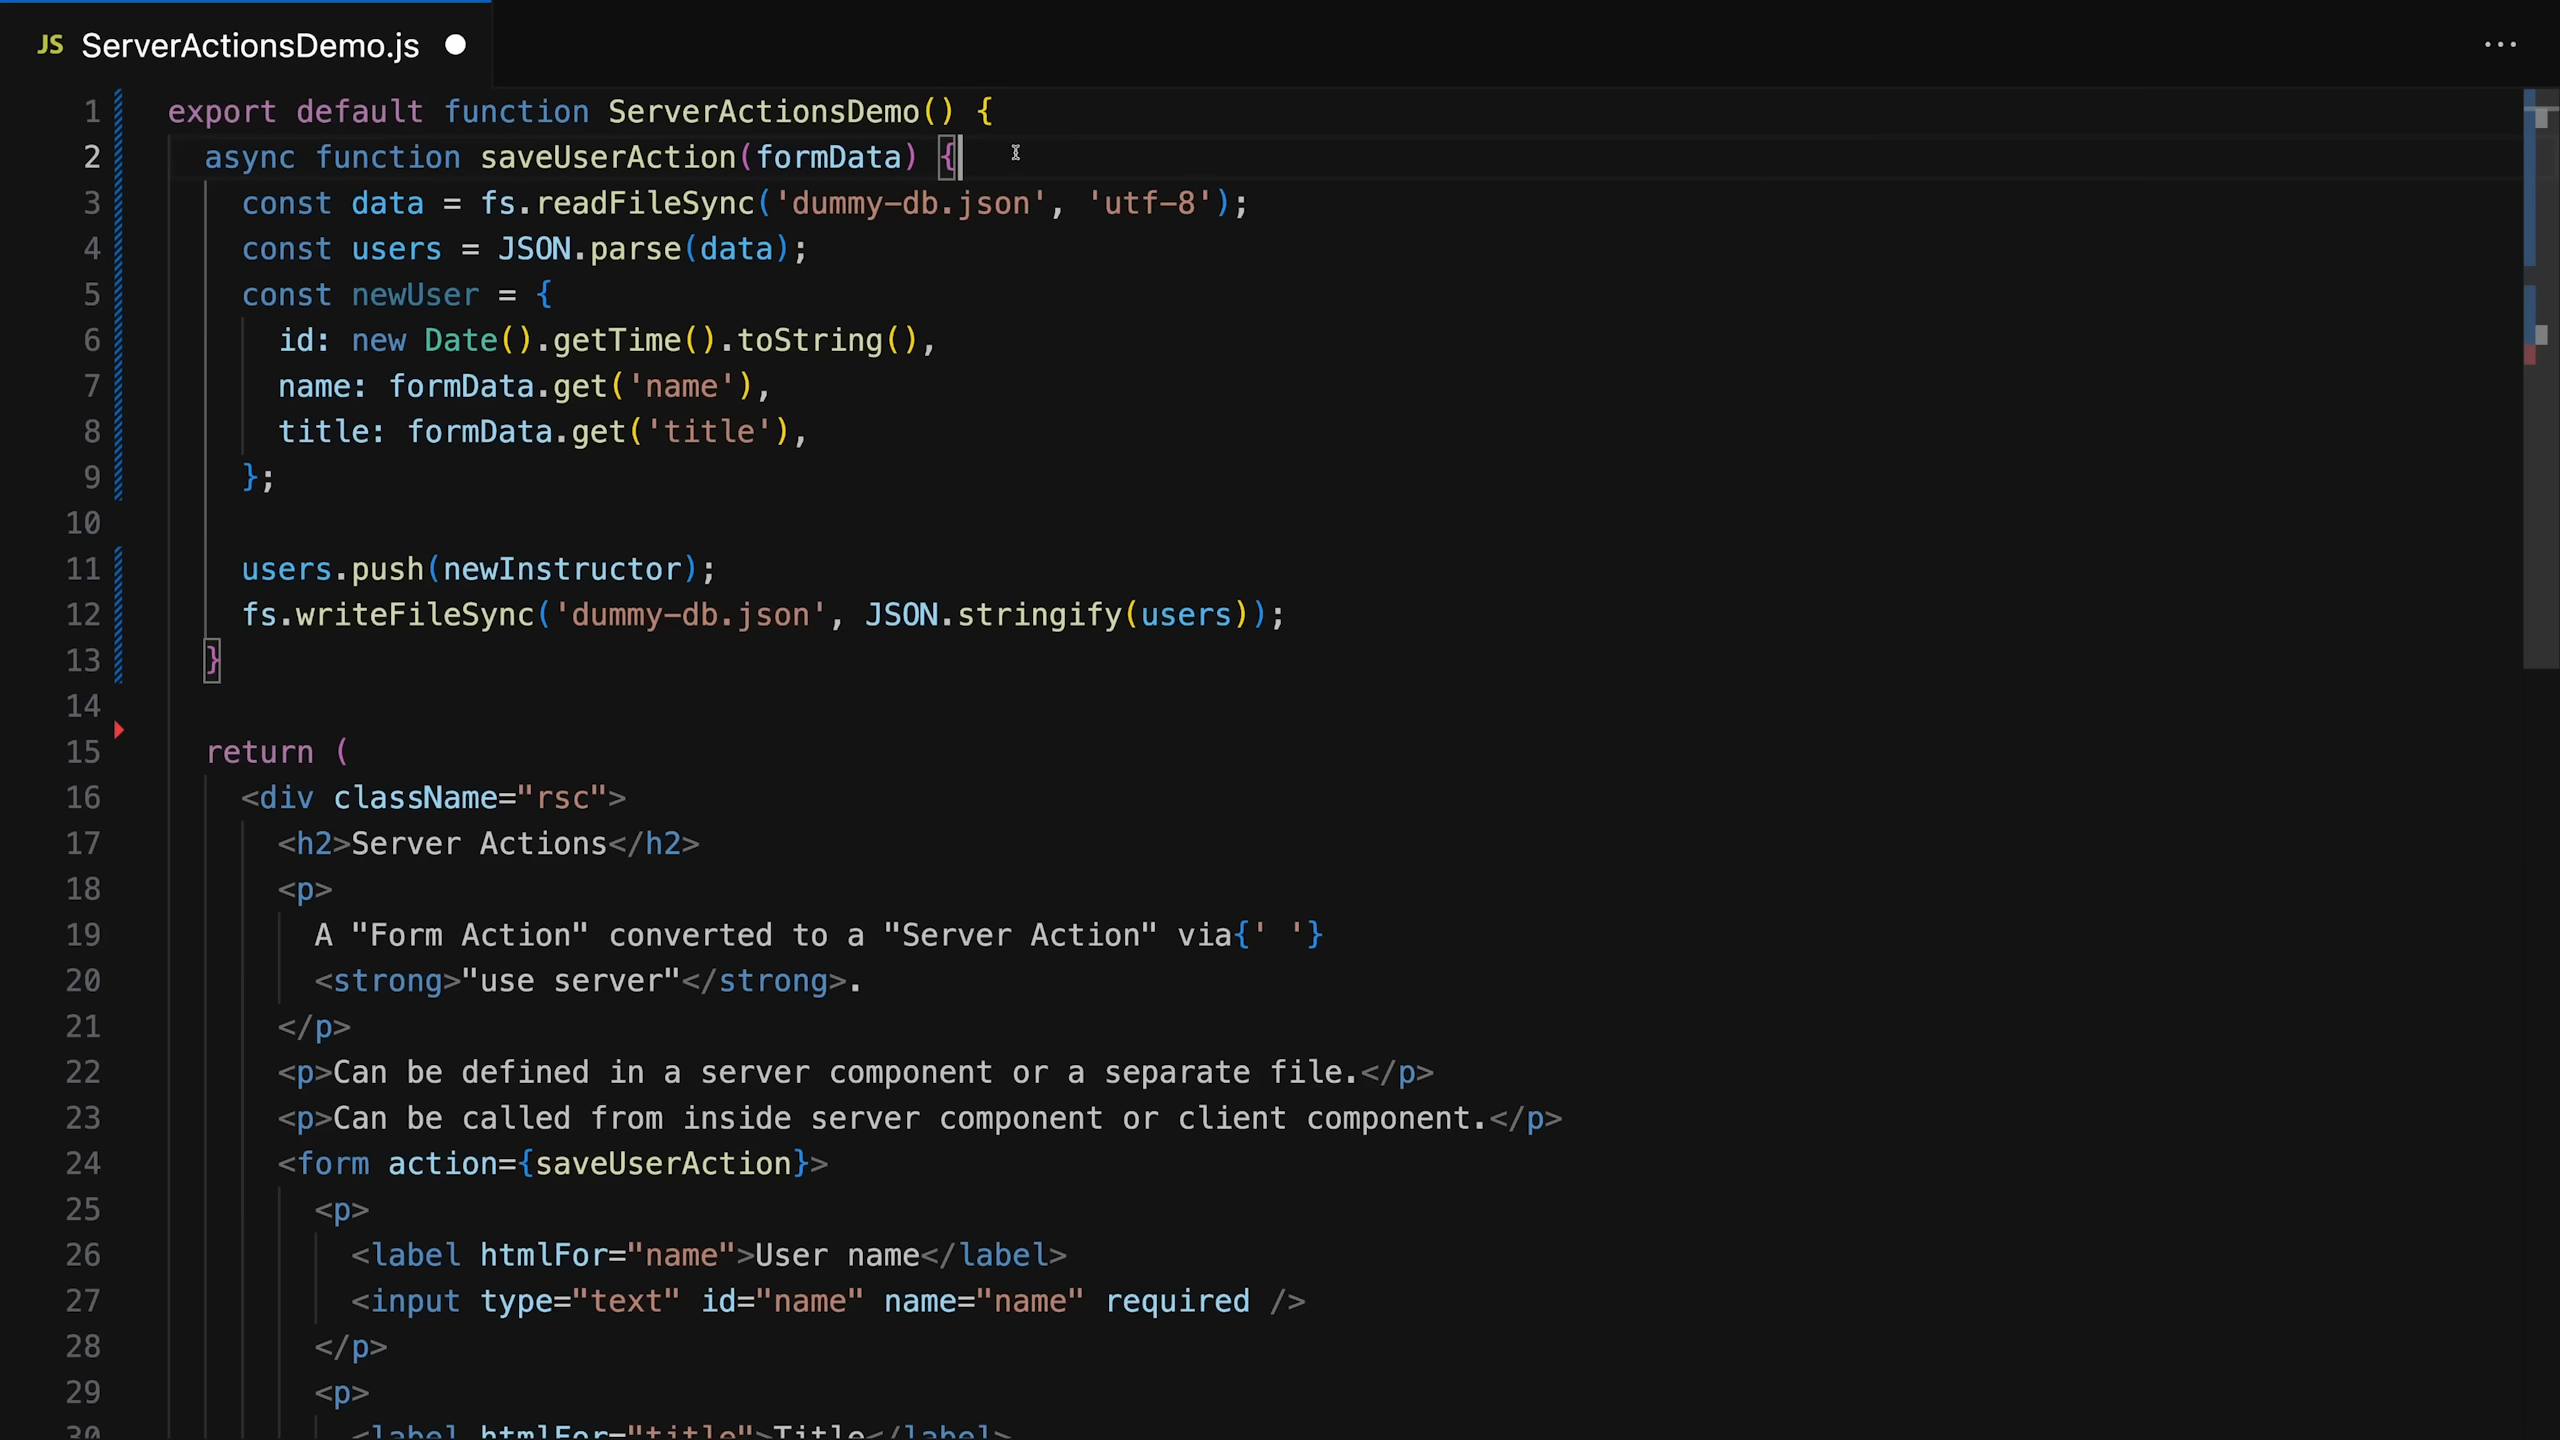 JS ServerActionsDemo.js
1 export default function ServerActionsDemo() {
2 async function saveUserAction(formData) {
3 const data = fs.readFileSync('dummy-db.json', 'utf-8');
4 const users = JSON.parse(data);
5 const newUser = {
6 id: new Date().getTime().toString(),
7 name: formData.get('name'),
8 title: formData.get('title'),
9 };
10
11 users.push(newInstructor);
12 fs.writeFileSync('dummy-db.json', JSON.stringify(users));
13 }
14
15 return (
16 <div className="rsc">
17 <h2>Server Actions</h2>
18 <p>
19 A "Form Action" converted to a "Server Action" via{' '}
20 <strong>"use server"</strong>.
21 </p>
22 <p>Can be defined in a server component or a separate file.</p>
23 <p>Can be called from inside server component or client component.</p>
24 <form action={saveUserAction}>
25 <p>
26 <label htmlFor="name">User name</label>
27 <input type="text" id="name" name="name" required />
28 </p>
29 <p>
30 <label htmlFor="title">Title</label>